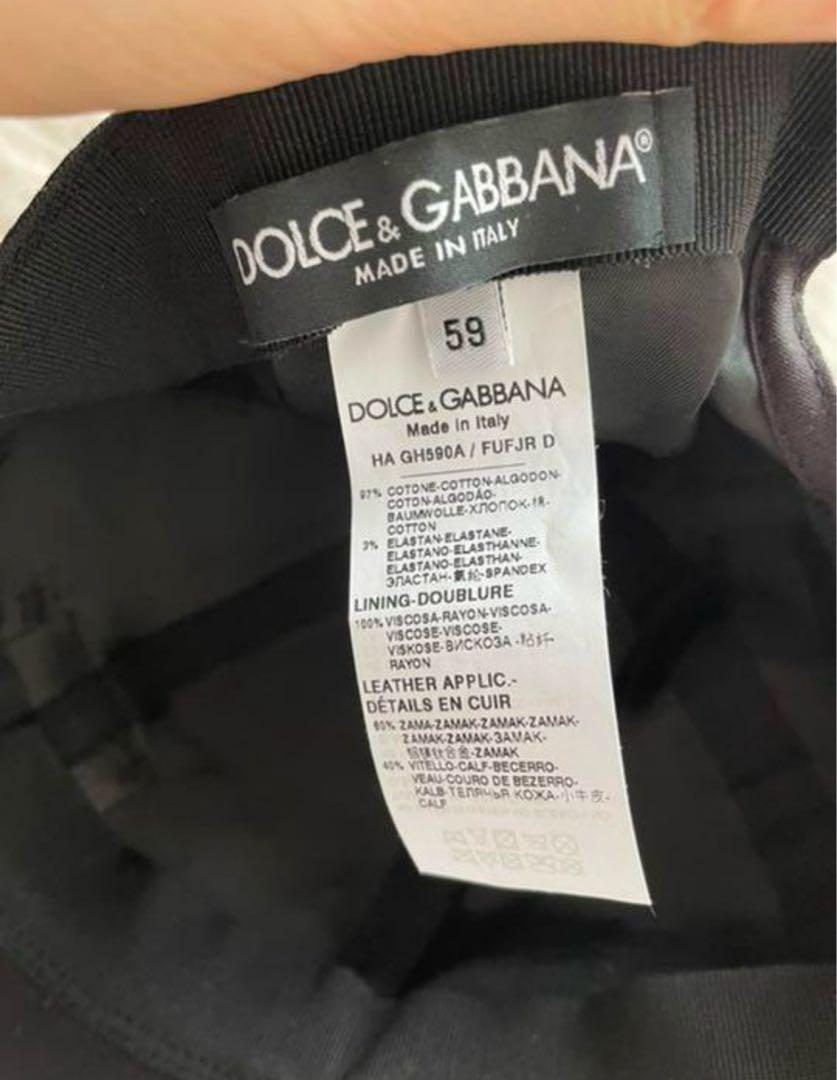 DOLCE & GABBANA®
MADE IN ITALY
59
DOLCE & GABBANA
Made in Italy
HA GH590A / FUFJR D
97% COTONE-COTTON-ALGODON-
COTON-ALGODÃO-
BAUMWOLLE-ХЛОПОК-棉-
COTTON
3% ELASTAN-ELASTANE-
ELASTANO-ELASTHANNE-
ELASTANO-ELASTHAN-
ЭЛАСТАН-氨纶-SPANDEX
LINING-DOUBLURE
100% VISCOSA-RAYON-VISCOSA-
VISCOSE-VISCOSE-
VISKOSE-ВИСКОЗА-粘纤-
RAYON
LEATHER APPLIC.-
DÉTAILS EN CUIR
60% ZAMA-ZAMAK-ZAMAK-ZAMAK-
ZAMAK-ZAMAK-ЗАМАК-
-ZAMAK
40% VITELLO-CALF-BECERRO-
VEAU-COURO DE BEZERRO-
KALB-ТЕЛЯЧЬЯ КОЖА-小牛皮-
CALF